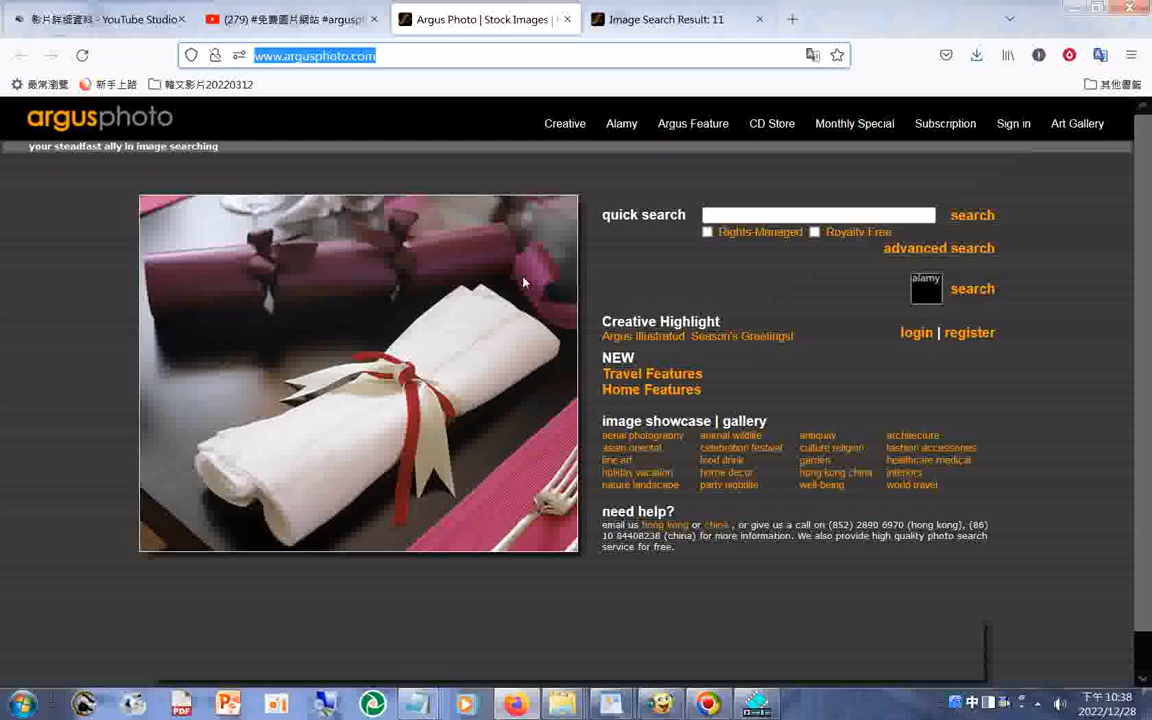 影片詳細資料 - YouTube Studio
(279) #免費圖片網站 #argusp
Argus Photo | Stock Images |
Image Search Result: 11
www.argusphoto.com
最常瀏覽
新手上路
韓文影片20220312
其他書籤
argusphoto
Creative
Alamy
Argus Feature
CD Store
Monthly Special
Subscription
Sign in
Art Gallery
your steadfast ally in image searching
quick search
search
Rights-Managed
Royalty Free
advanced search
alamy
search
Creative Highlight
Argus illustrated Season's Greetings!
login | register
NEW
Travel Features
Home Features
image showcase | gallery
aerial photography animal wildlife antiquity architecture
asian oriental celebration festival culture religion fashion accessories
line art food drink garden healthcare medical
holiday vacation home decor hong kong china interiors
nature landscape party nightlife well-being world travel
need help?
email us hong kong or china , or give us a call on (852) 2890 6970 (hong kong), (86)
10 84408238 (china) for more information. We also provide high quality photo search
service for free.
PDF
中
下午 10:38
2022/12/28